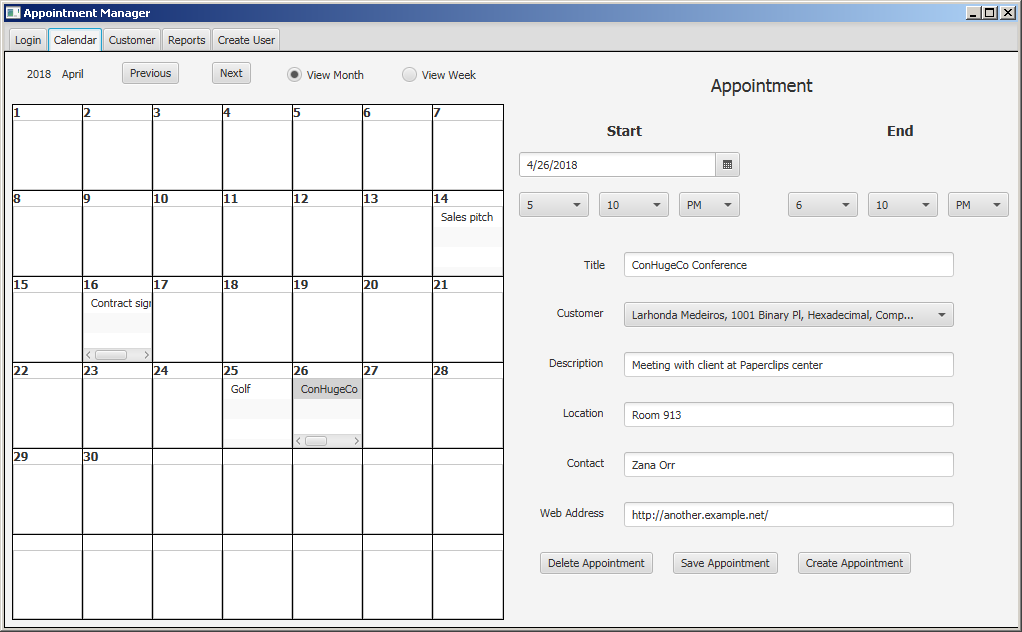 Appointment Manager
Login Calendar Customer Reports Create User
2018 April Previous Next View Month View Week
1 2 3 4 5 6 7
8 9 10 11 12 13 14
Sales pitch
15 16 17 18 19 20 21
Contract sign
22 23 24 25 26 27 28
Golf ConHugeCo
29 30
Appointment
Start End
4/26/2018
5 10 PM 6 10 PM
Title ConHugeCo Conference
Customer Larhonda Medeiros, 1001 Binary Pl, Hexadecimal, Comp...
Description Meeting with client at Paperclips center
Location Room 913
Contact Zana Orr
Web Address http://another.example.net/
Delete Appointment Save Appointment Create Appointment